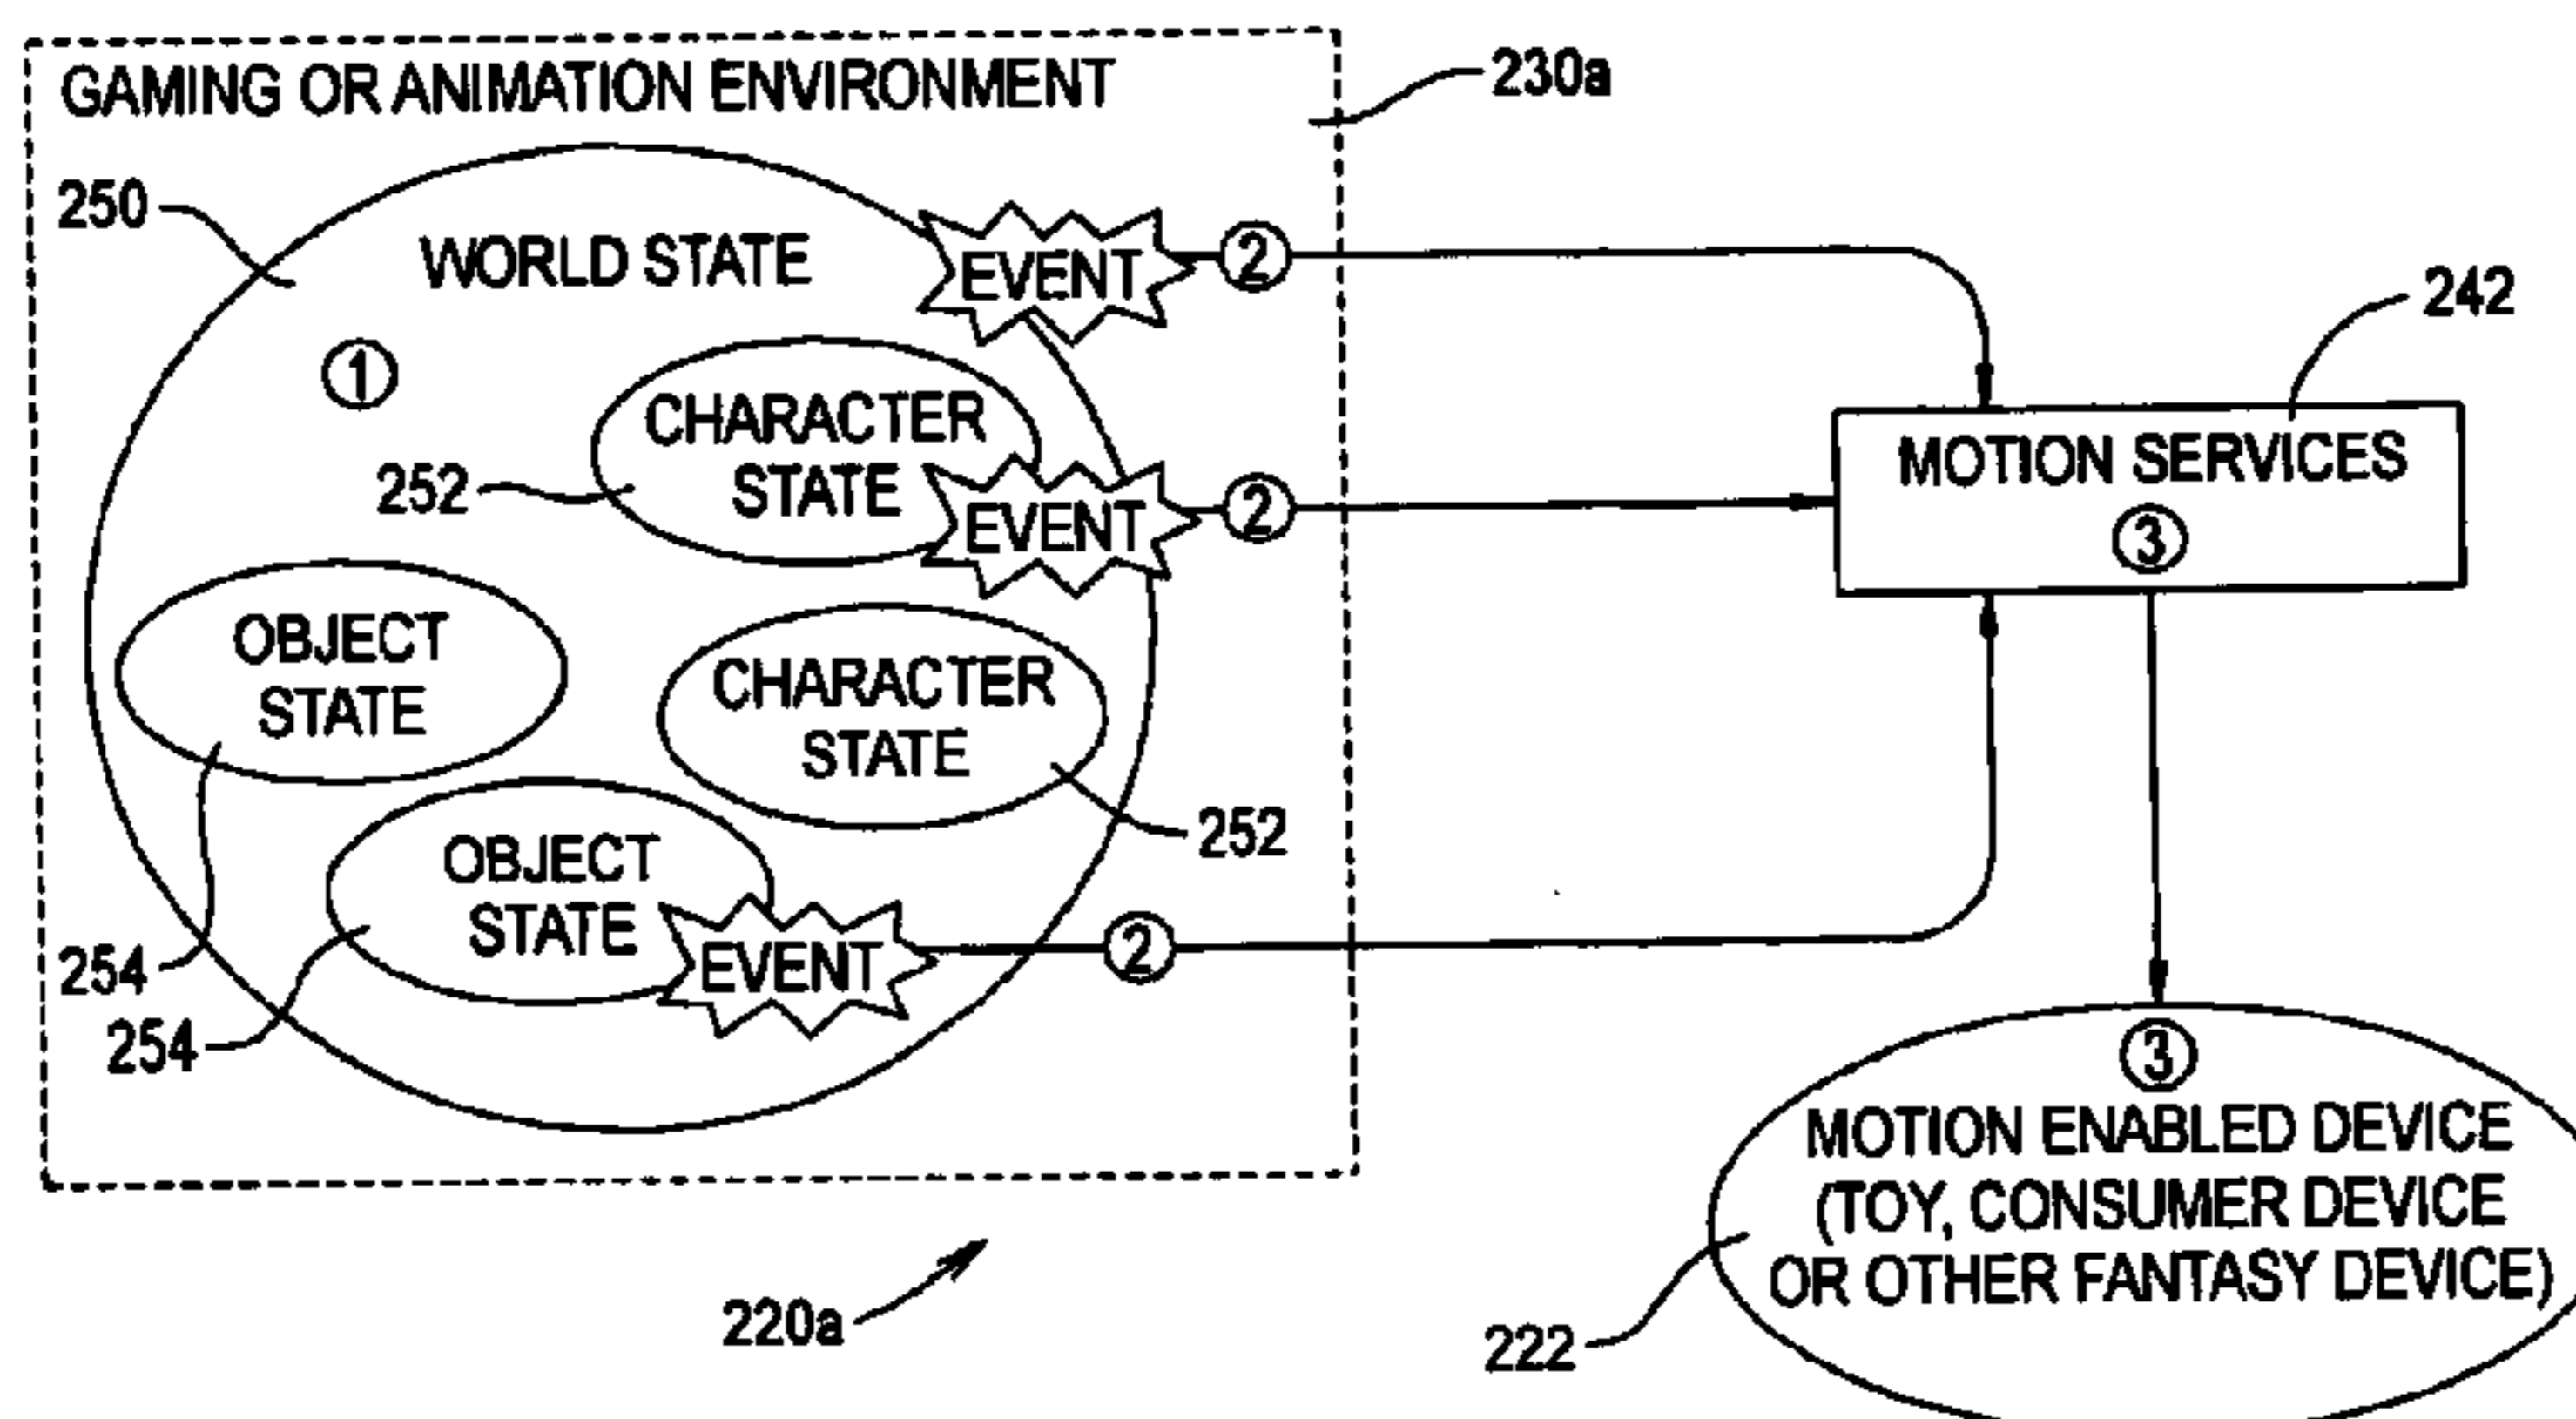 GAMING OR ANIMATION ENVIRONMENT
230a
250
WORLD STATE
EVENT
2
242
1
CHARACTER
STATE
252
EVENT
2
MOTION SERVICES
3
OBJECT
STATE
CHARACTER
STATE
252
OBJECT
STATE
EVENT
2
254
254
3
MOTION ENABLED DEVICE
(TOY, CONSUMER DEVICE
OR OTHER FANTASY DEVICE)
220a
222